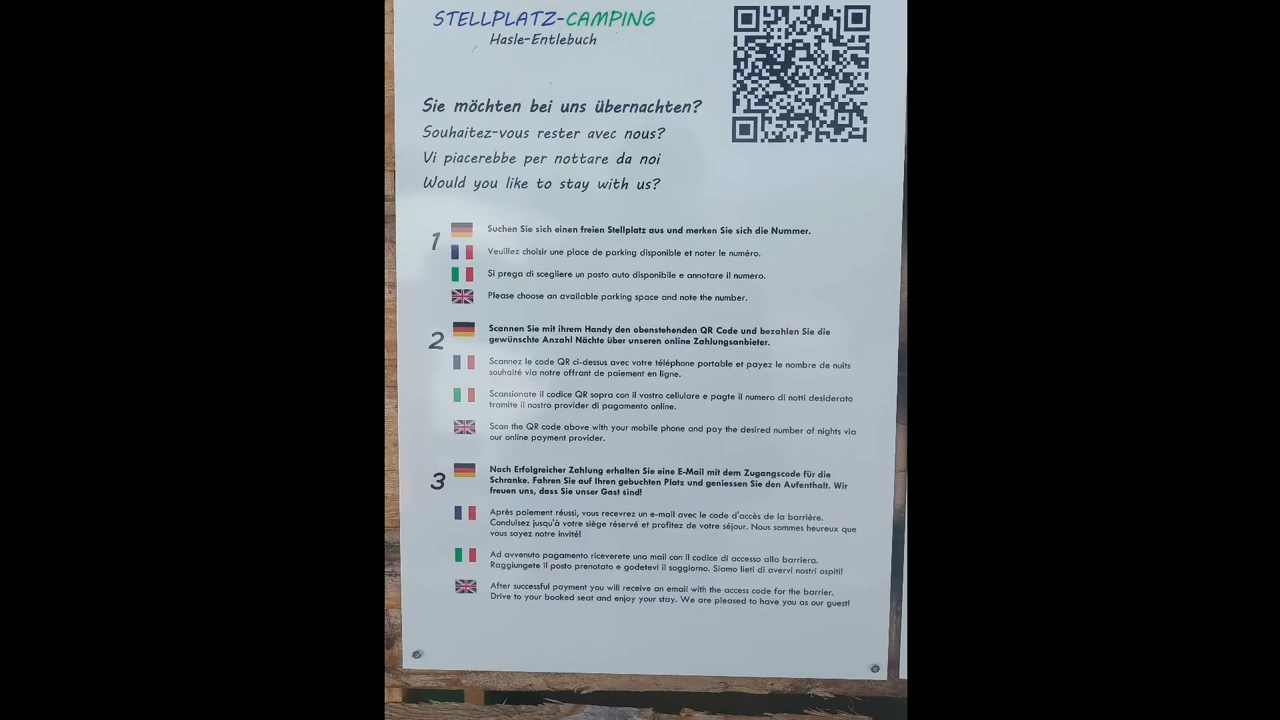 STELLPLATZ-CAMPING
Hasle-Entlebuch
Sie möchten bei uns übernachten?
Souhaitez-vous rester avec nous?
Vi piacerebbe per nottare da noi
Would you like to stay with us?
1
Suchen Sie sich einen freien Stellplatz aus und merken Sie sich die Nummer.
Veuillez choisir une place de parking disponible et noter le numéro.
Si prega di scegliere un posto auto disponibile e annotare il numero.
Please choose an available parking space and note the number.
2
Scannen Sie mit ihrem Handy den obenstehenden QR Code und bezahlen Sie die
gewünschte Anzahl Nächte über unseren online Zahlungsanbieter.
Scannez le code QR ci-dessus avec votre téléphone portable et payez le nombre de nuits
souhaité via notre offrant de paiement en ligne.
Scansionate il codice QR sopra con il vostro cellulare e pagte il numero di notti desiderato
tramite il nostro provider di pagamento online.
Scan the QR code above with your mobile phone and pay the desired number of nights via
our online payment provider.
3
Nach Erfolgreicher Zahlung erhalten Sie eine E-Mail mit dem Zugangscode für die
Schranke. Fahren Sie auf Ihren gebuchten Platz und geniessen Sie den Aufenthalt. Wir
freuen uns, dass Sie unser Gast sind!
Après paiement réussi, vous recevrez un e-mail avec le code d'accès de la barrière.
Conduisez jusqu'à votre siège réservé et profitez de votre séjour. Nous sommes heureux que
vous soyez notre invité!
Ad avvenuto pagamento riceverete una mail con il codice di accesso alla barriera.
Raggiungete il posto prenotato e godetevi il soggiorno. Siamo lieti di avervi nostri ospiti!
After successful payment you will receive an email with the access code for the barrier.
Drive to your booked seat and enjoy your stay. We are pleased to have you as our guest!